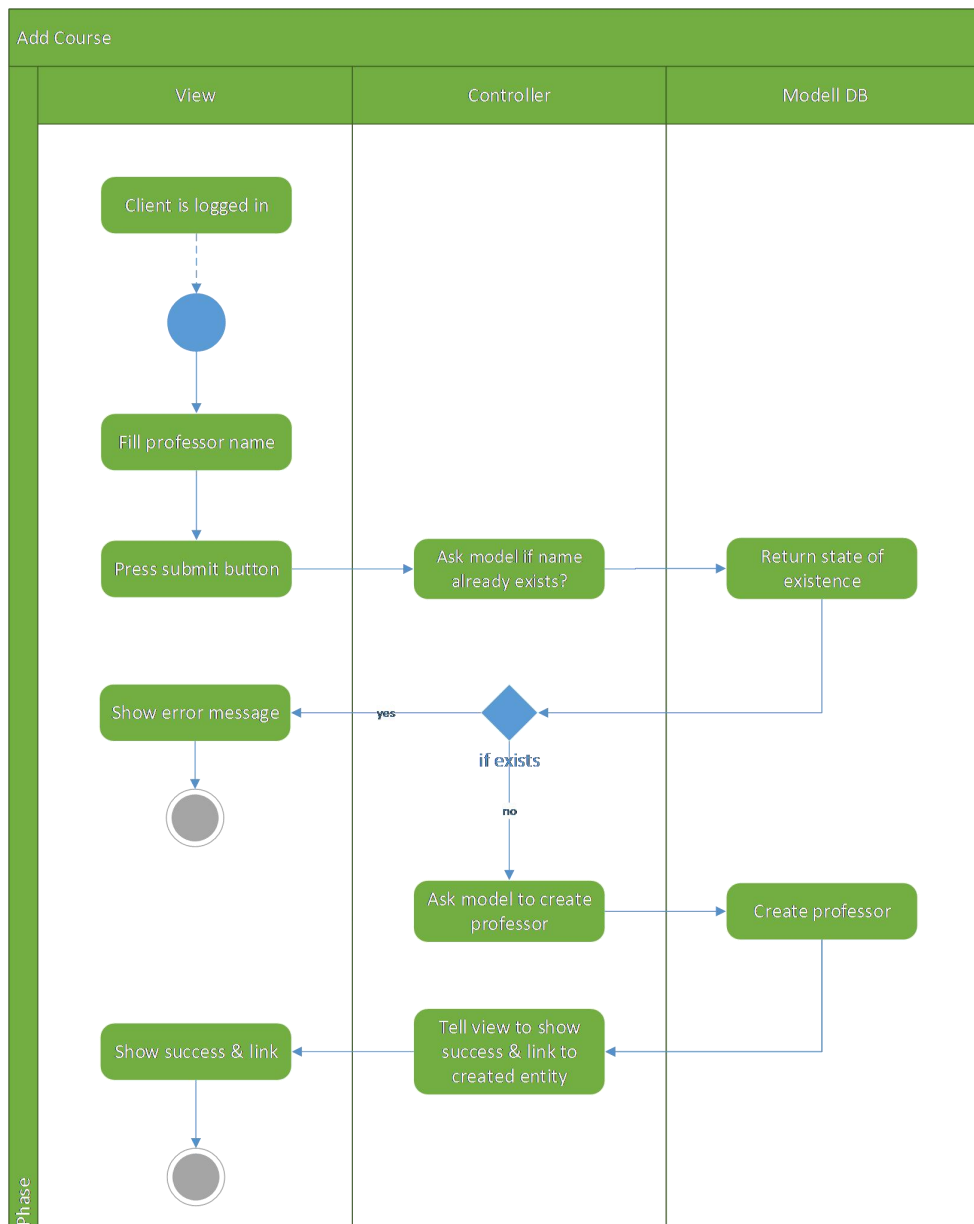 Add Course
View
Controller
Modell DB
Client is logged in
Fill professor name
Press submit button
Ask model if name
already exists?
Return state of
existence
Show error message
yes
if exists
no
Ask model to create
professor
Create professor
Show success & link
Tell view to show
success & link to
created entity
Phase